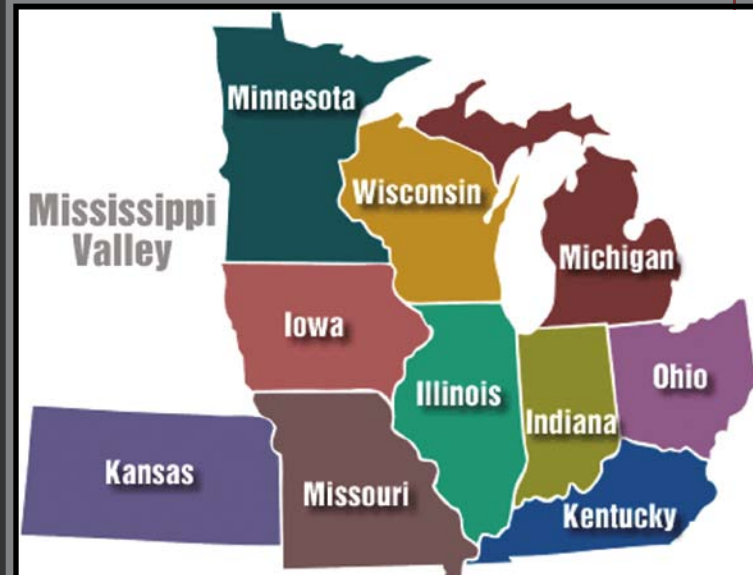 Minnesota
Wisconsin
Mississippi
Valley
Michigan
Iowa
Illinois
Ohio
Indiana
Kansas
Missouri
Kentucky